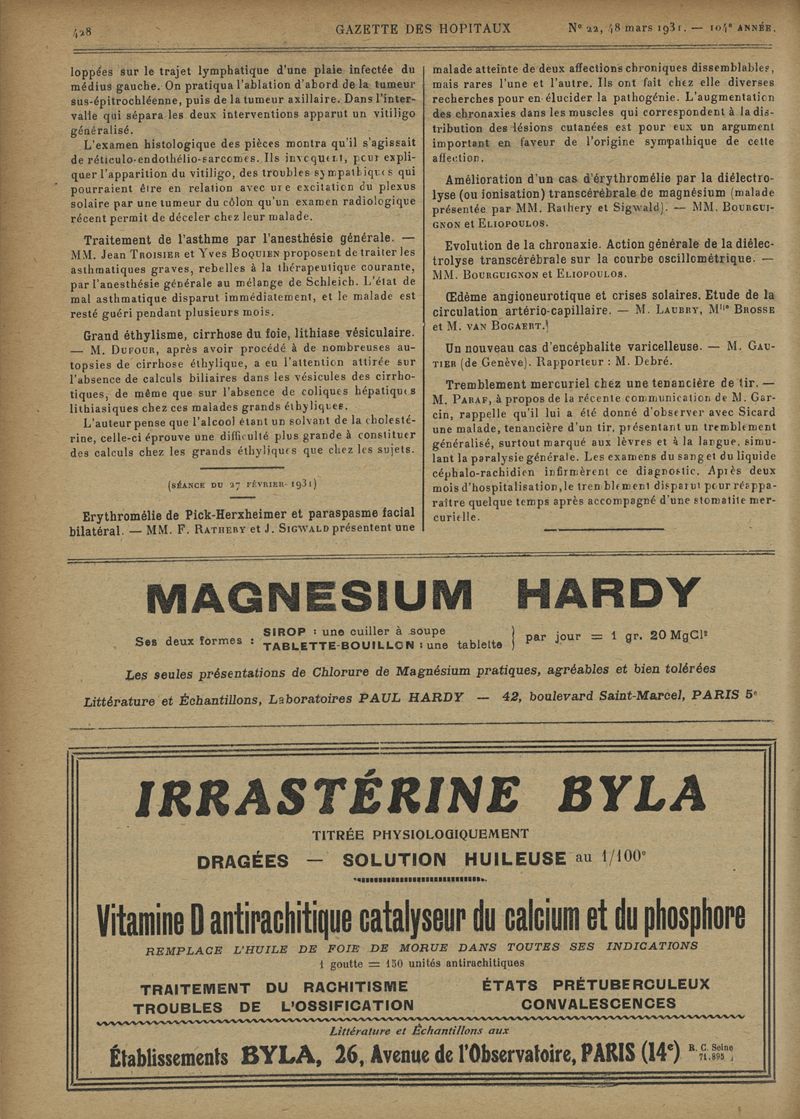 428
GAZETTE DES HOPITAUX
N° 22, 18 mars 1931. — 104e ANNÉE.
loppées sur le trajet lymphatique d'une plaie infectée du
médius gauche. On pratiqua l'ablation d'abord de la tumeur
sus-épitrochléenne, puis de la tumeur axillaire. Dans l'inter-
valle qui sépara les deux interventions apparut un vitiligo
généralisé.
L'examen histologique des pièces montra qu'il s'agissait
de réticulo-endothélio-sarcomes. Ils invoquent, pour expli-
quer l'apparition du vitiligo, des troubles sympathiques qui
pourraient être en relation avec une excitation du plexus
solaire par une tumeur du côlon qu'un examen radiologique
récent permit de déceler chez leur malade.
Traitement de l'asthme par l'anesthésie générale. —
MM. Jean TROISIER et Yves BOQUIEN proposent de traiter les
asthmatiques graves, rebelles à la thérapeutique courante,
par l'anesthésie générale au mélange de Schleich. L'état de
mal asthmatique disparut immédiatement, et le malade est
resté guéri pendant plusieurs mois.
Grand éthylisme, cirrhose du foie, lithiase vésiculaire.
— M. DUFOUR, après avoir procédé à de nombreuses au-
topsies de cirrhose éthylique, a eu l'attention attirée sur
l'absence de calculs biliaires dans les vésicules des cirrho-
tiques, de même que sur l'absence de coliques hépatiques
lithiasiques chez ces malades grands éthyliques.
L'auteur pense que l'alcool étant un solvant de la cholesté-
rine, celle-ci éprouve une difficulté plus grande à constituer
des calculs chez les grands éthyliques que chez les sujets.
(SÉANCE DU 27 FÉVRIER 1931)
Erythromélie de Pick-Herxheimer et paraspasme facial
bilatéral. — MM. F. RATHERY et J. SIGWALD présentent une
malade atteinte de deux affections chroniques dissemblables,
mais rares l'une et l'autre. Ils ont fait chez elle diverses
recherches pour en élucider la pathogénie. L'augmentation
des chronaxies dans les muscles qui correspondent à la dis-
tribution des lésions cutanées est pour eux un argument
important en faveur de l'origine sympathique de cette
affection.
Amélioration d'un cas d'érythromélie par la diélectro-
lyse (ou ionisation) transcérébrale de magnésium (malade
présentée par MM. Rathery et Sigwald). — MM. BOURGUI-
GNON et ELIOPOULOS.
Evolution de la chronaxie. Action générale de la diélec-
trolyse transcérébrale sur la courbe oscillométrique. —
MM. BOURGUIGNON et ELIOPOULOS.
Œdème angioneurotique et crises solaires. Etude de la
circulation artério-capillaire. — M. LAUBRY, Mlle BROSSE
et M. VAN BOGAERT.
Un nouveau cas d'encéphalite varicelleuse. — M. GAU-
TIER (de Genève). Rapporteur : M. Debré.
Tremblement mercuriel chez une tenancière de tir. —
M. PARAF, à propos de la récente communication de M. Gar-
cin, rappelle qu'il lui a été donné d'observer avec Sicard
une malade, tenancière d'un tir, présentant un tremblement
généralisé, surtout marqué aux lèvres et à la langue, simu-
lant la paralysie générale. Les examens du sang et du liquide
céphalo-rachidien infirmèrent ce diagnostic. Après deux
mois d'hospitalisation, le tremblement disparut pour réappa-
raître quelque temps après accompagné d'une stomatite mer-
curielle.
MAGNESIUM HARDY
Ses deux formes : SIROP : une cuiller à soupe
TABLETTE-BOUILLON : une tablette } par jour = 1 gr. 20 MgCl²
Les seules présentations de Chlorure de Magnésium pratiques, agréables et bien tolérées
Littérature et Échantillons, Laboratoires PAUL HARDY — 42, boulevard Saint-Marcel, PARIS 5e
IRRASTÉRINE BYLA
TITRÉE PHYSIOLOGIQUEMENT
DRAGÉES — SOLUTION HUILEUSE au 1/100e
Vitamine D antirachitique catalyseur du calcium et du phosphore
REMPLACE L'HUILE DE FOIE DE MORUE DANS TOUTES SES INDICATIONS
1 goutte = 150 unités antirachitiques
TRAITEMENT DU RACHITISME ÉTATS PRÉTUBERCULEUX
TROUBLES DE L'OSSIFICATION CONVALESCENCES
Littérature et Échantillons aux
Établissements BYLA, 26, Avenue de l'Observatoire, PARIS (14e) R. C. Seine 71.895